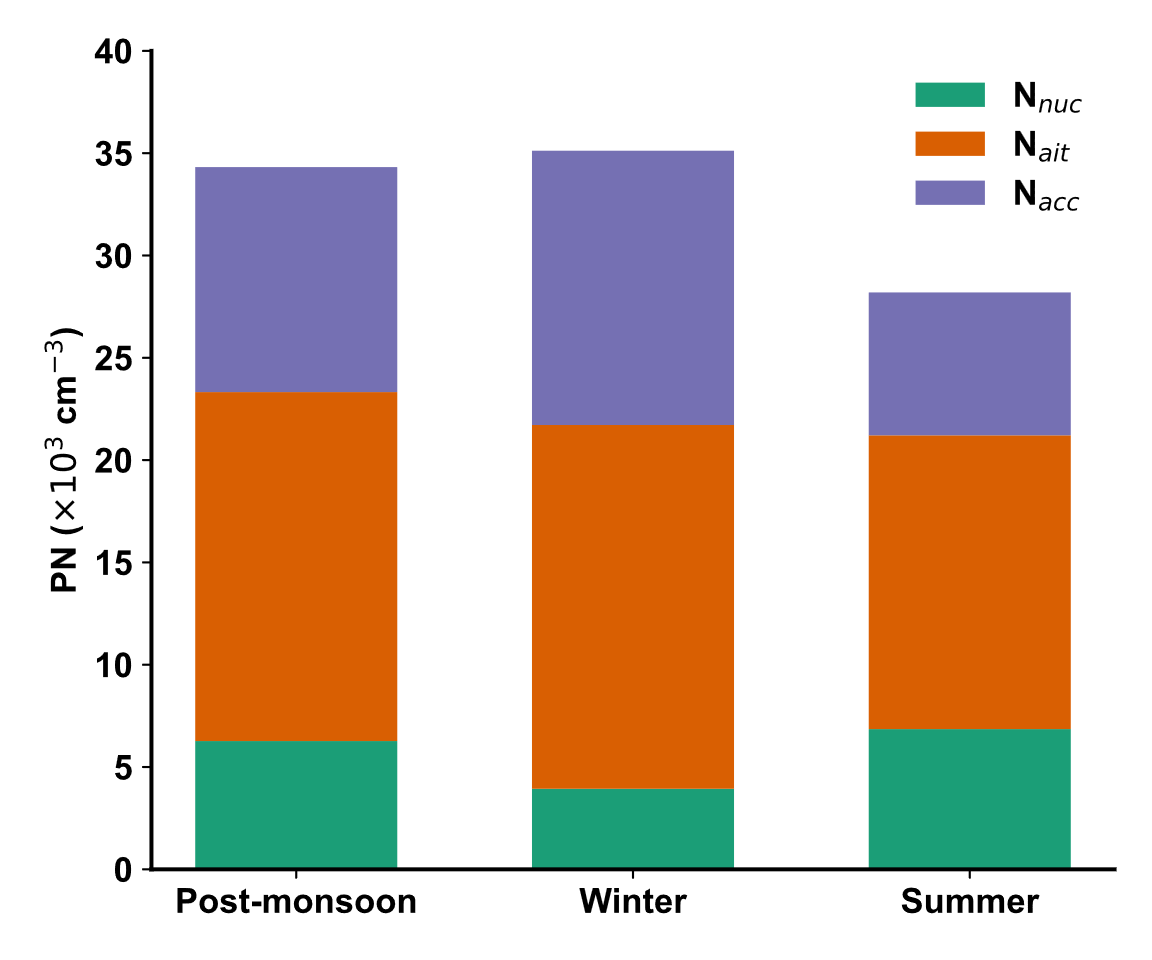 40
35
30
25
20
15
10
5
0
PN (×10³ cm⁻³)
N_nuc
N_ait
N_acc
Post-monsoon Winter Summer